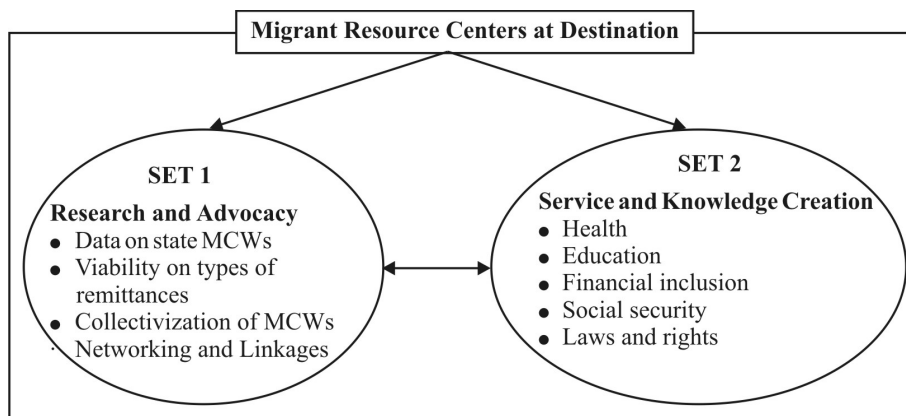 Migrant Resource Centers at Destination
SET 1
Research and Advocacy
● Data on state MCWs
● Viability on types of
remittances
● Collectivization of MCWs
· Networking and Linkages
SET 2
Service and Knowledge Creation
● Health
● Education
● Financial inclusion
● Social security
● Laws and rights